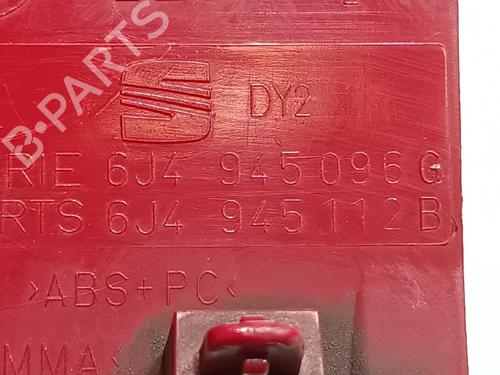 DY2
RIE 6J4 945 096 G
RTS 6J4 945 112 B
>ABS+PC<
MMA<
B-PARTS